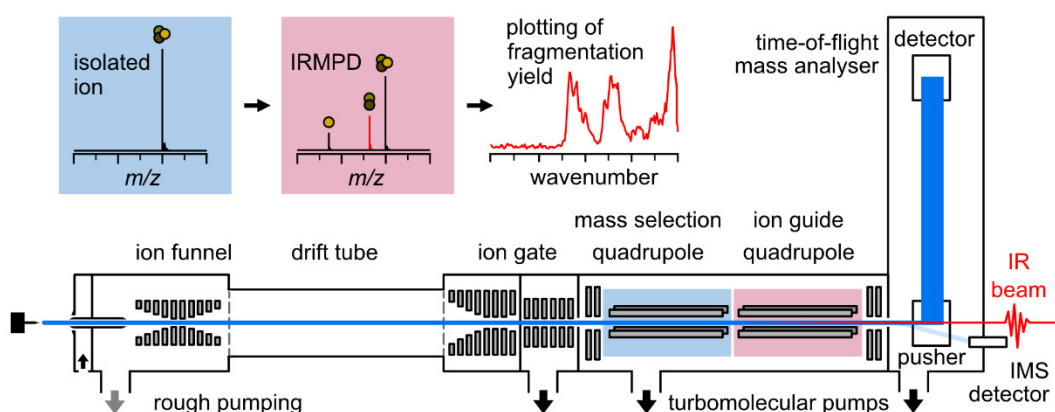 isolated
ion
m/z
IRMPD
m/z
plotting of
fragmentation
yield
wavenumber
time-of-flight
mass analyser
detector
ion funnel
drift tube
ion gate
mass selection
quadrupole
ion guide
quadrupole
IR
beam
pusher
IMS
detector
rough pumping
turbomolecular pumps